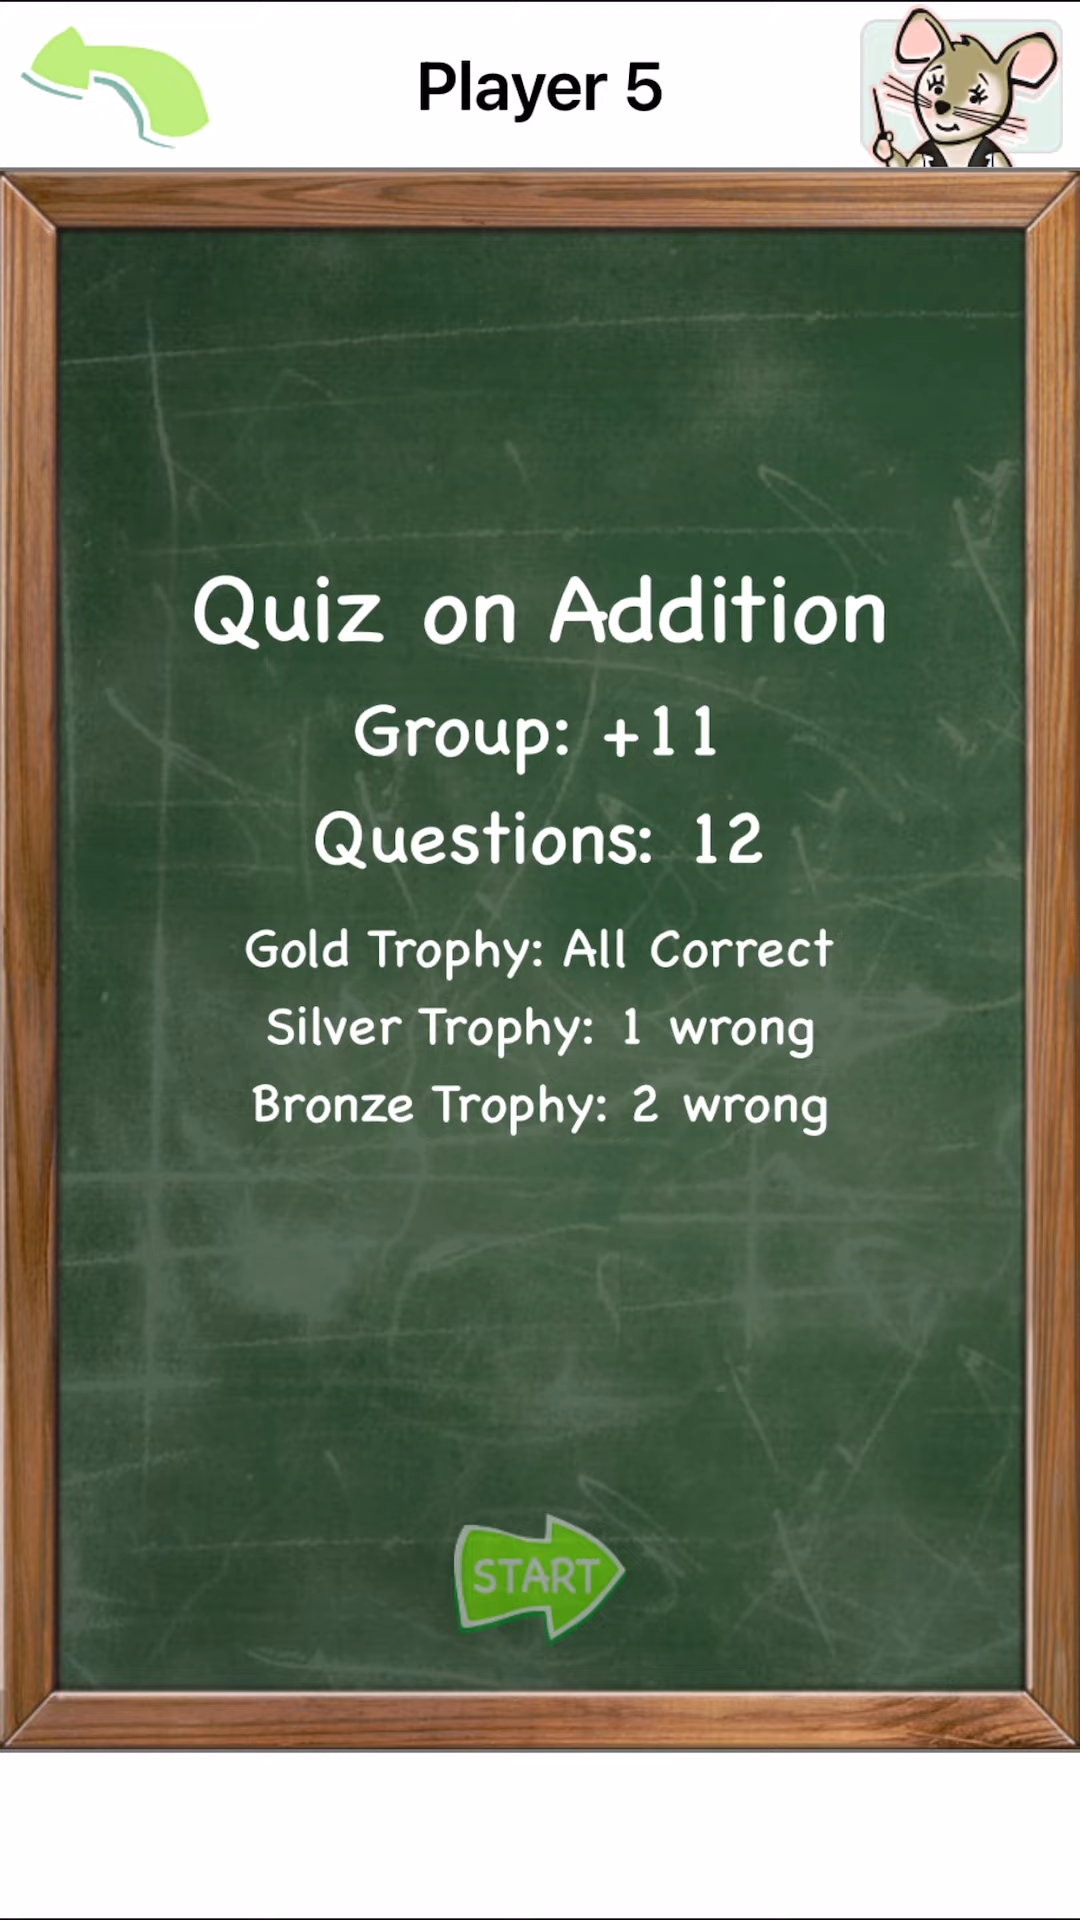 Player 5
Quiz on Addition
Group: +11
Questions: 12
Gold Trophy: All Correct
Silver Trophy: 1 wrong
Bronze Trophy: 2 wrong
START